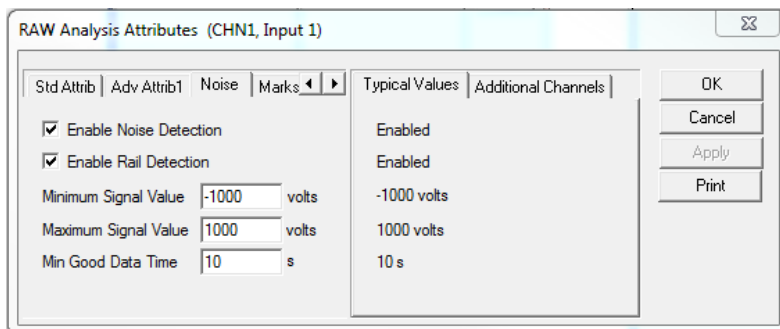 RAW Analysis Attributes (CHN1, Input 1)
Std Attrib Adv Attrib1 Noise Marks
Enable Noise Detection
Enable Rail Detection
Minimum Signal Value -1000 volts
Maximum Signal Value 1000 volts
Min Good Data Time 10 s
Typical Values Additional Channels
Enabled
Enabled
-1000 volts
1000 volts
10 s
OK
Cancel
Apply
Print